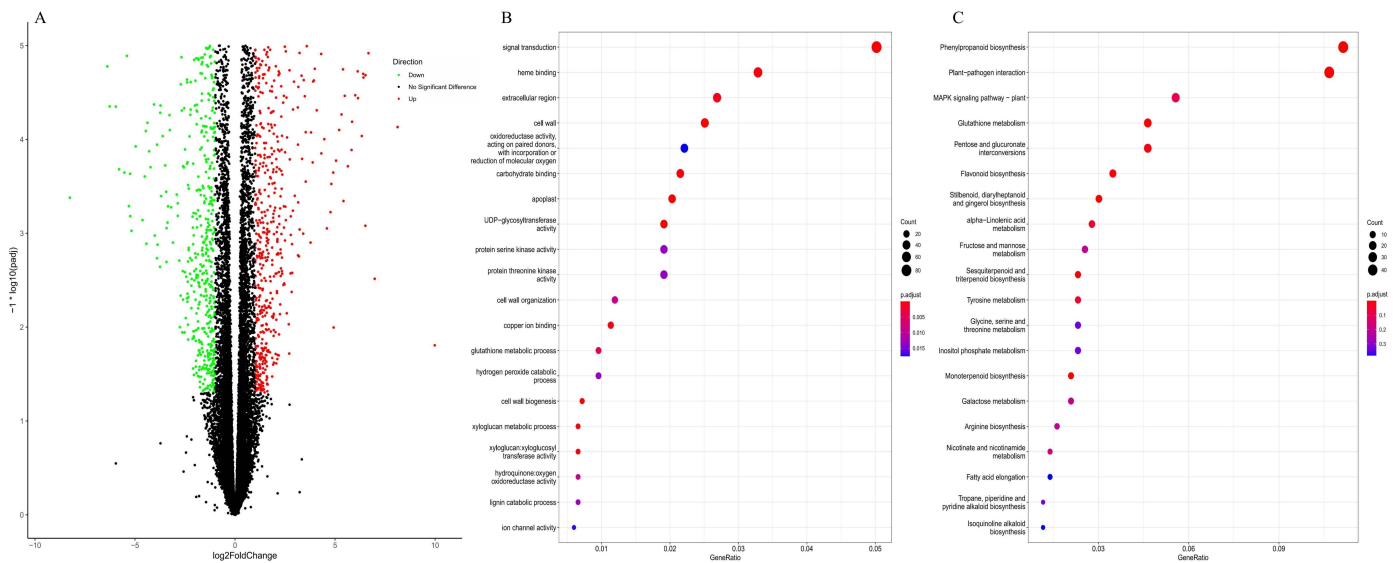 A
5
4
3
2
1
0
−10
−5
0
5
10
log2FoldChange
−1 * log10(padj)
Direction
Down
No Significant Difference
Up
B
signal transduction
heme binding
extracellular region
cell wall
oxidoreductase activity,
acting on paired donors,
with incorporation or
reduction of molecular oxygen
carbohydrate binding
apoplast
UDP−glycosyltransferase
activity
protein serine kinase activity
protein threonine kinase
activity
cell wall organization
copper ion binding
glutathione metabolic process
hydrogen peroxide catabolic
process
cell wall biogenesis
xyloglucan metabolic process
xyloglucan:xyloglucosyl
transferase activity
hydroquinone:oxygen
oxidoreductase activity
lignin catabolic process
ion channel activity
0.01
0.02
0.03
0.04
0.05
GeneRatio
Count
20
40
60
80
p.adjust
0.005
0.010
0.015
C
Phenylpropanoid biosynthesis
Plant−pathogen interaction
MAPK signaling pathway − plant
Glutathione metabolism
Pentose and glucuronate
interconversions
Flavonoid biosynthesis
Stilbenoid, diarylheptanoid
and gingerol biosynthesis
alpha−Linolenic acid
metabolism
Fructose and mannose
metabolism
Sesquiterpenoid and
triterpenoid biosynthesis
Tyrosine metabolism
Glycine, serine and
threonine metabolism
Inositol phosphate metabolism
Monoterpenoid biosynthesis
Galactose metabolism
Arginine biosynthesis
Nicotinate and nicotinamide
metabolism
Fatty acid elongation
Tropane, piperidine and
pyridine alkaloid biosynthesis
Isoquinoline alkaloid
biosynthesis
0.03
0.06
0.09
GeneRatio
Count
10
20
30
40
p.adjust
0.1
0.2
0.3